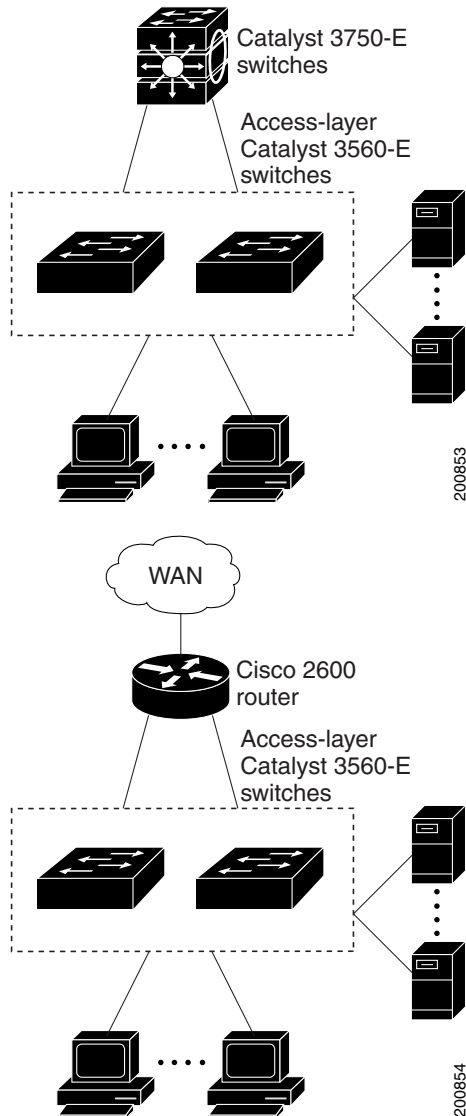 Catalyst 3750-E
switches
Access-layer
Catalyst 3560-E
switches
200853
WAN
Cisco 2600
router
Access-layer
Catalyst 3560-E
switches
200854